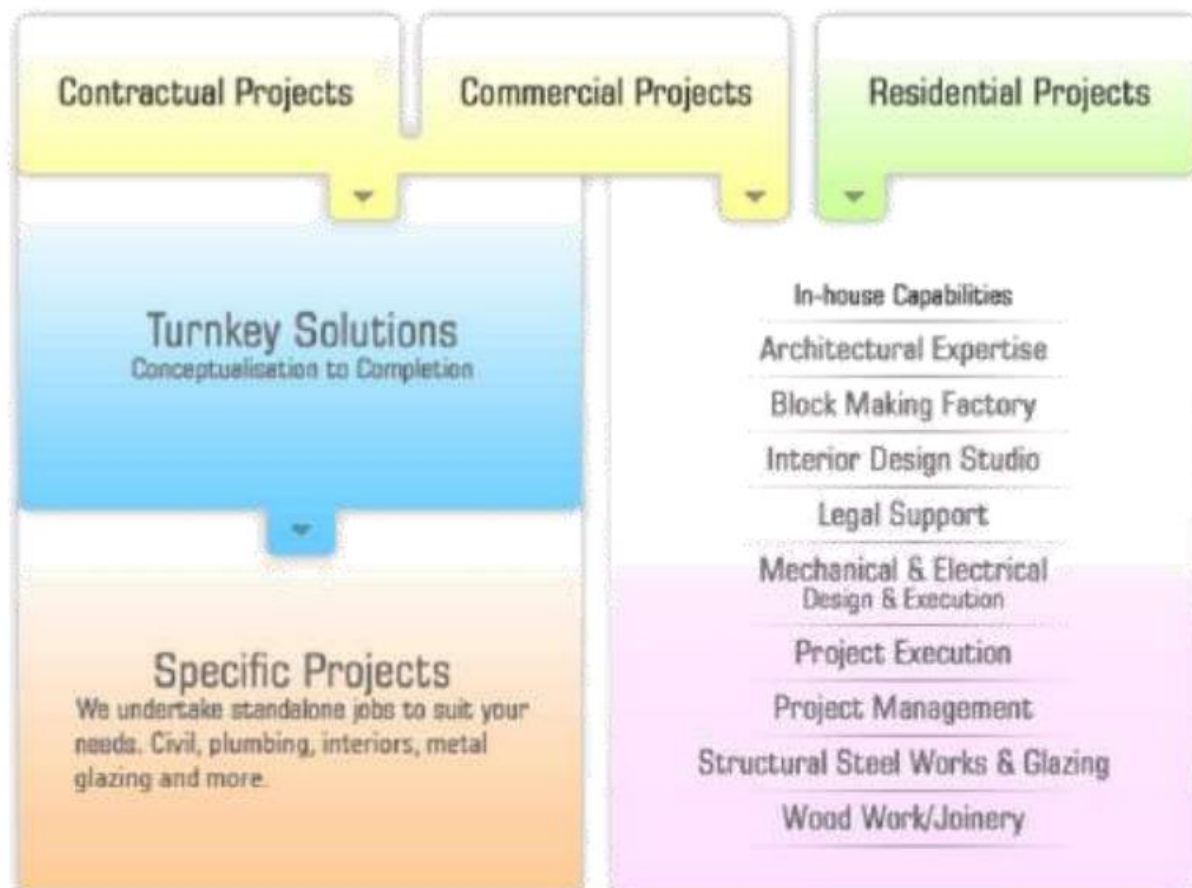 Contractual Projects
Commercial Projects
Residential Projects
Turnkey Solutions
Conceptualisation to Completion
Specific Projects
We undertake standalone jobs to suit your
needs. Civil, plumbing, interiors, metal
glazing and more.
In-house Capabilities
Architectural Expertise
Block Making Factory
Interior Design Studio
Legal Support
Mechanical & Electrical
Design & Execution
Project Execution
Project Management
Structural Steel Works & Glazing
Wood Work/Joinery